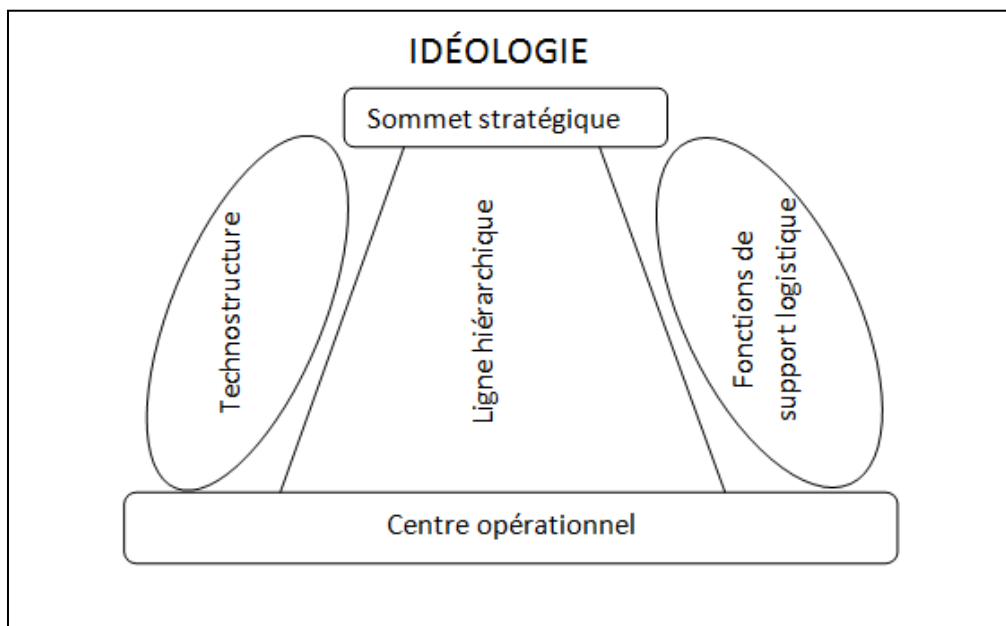 IDÉOLOGIE
Sommet stratégique
Technostructure
Ligne hiérarchique
Fonctions de
support logistique
Centre opérationnel